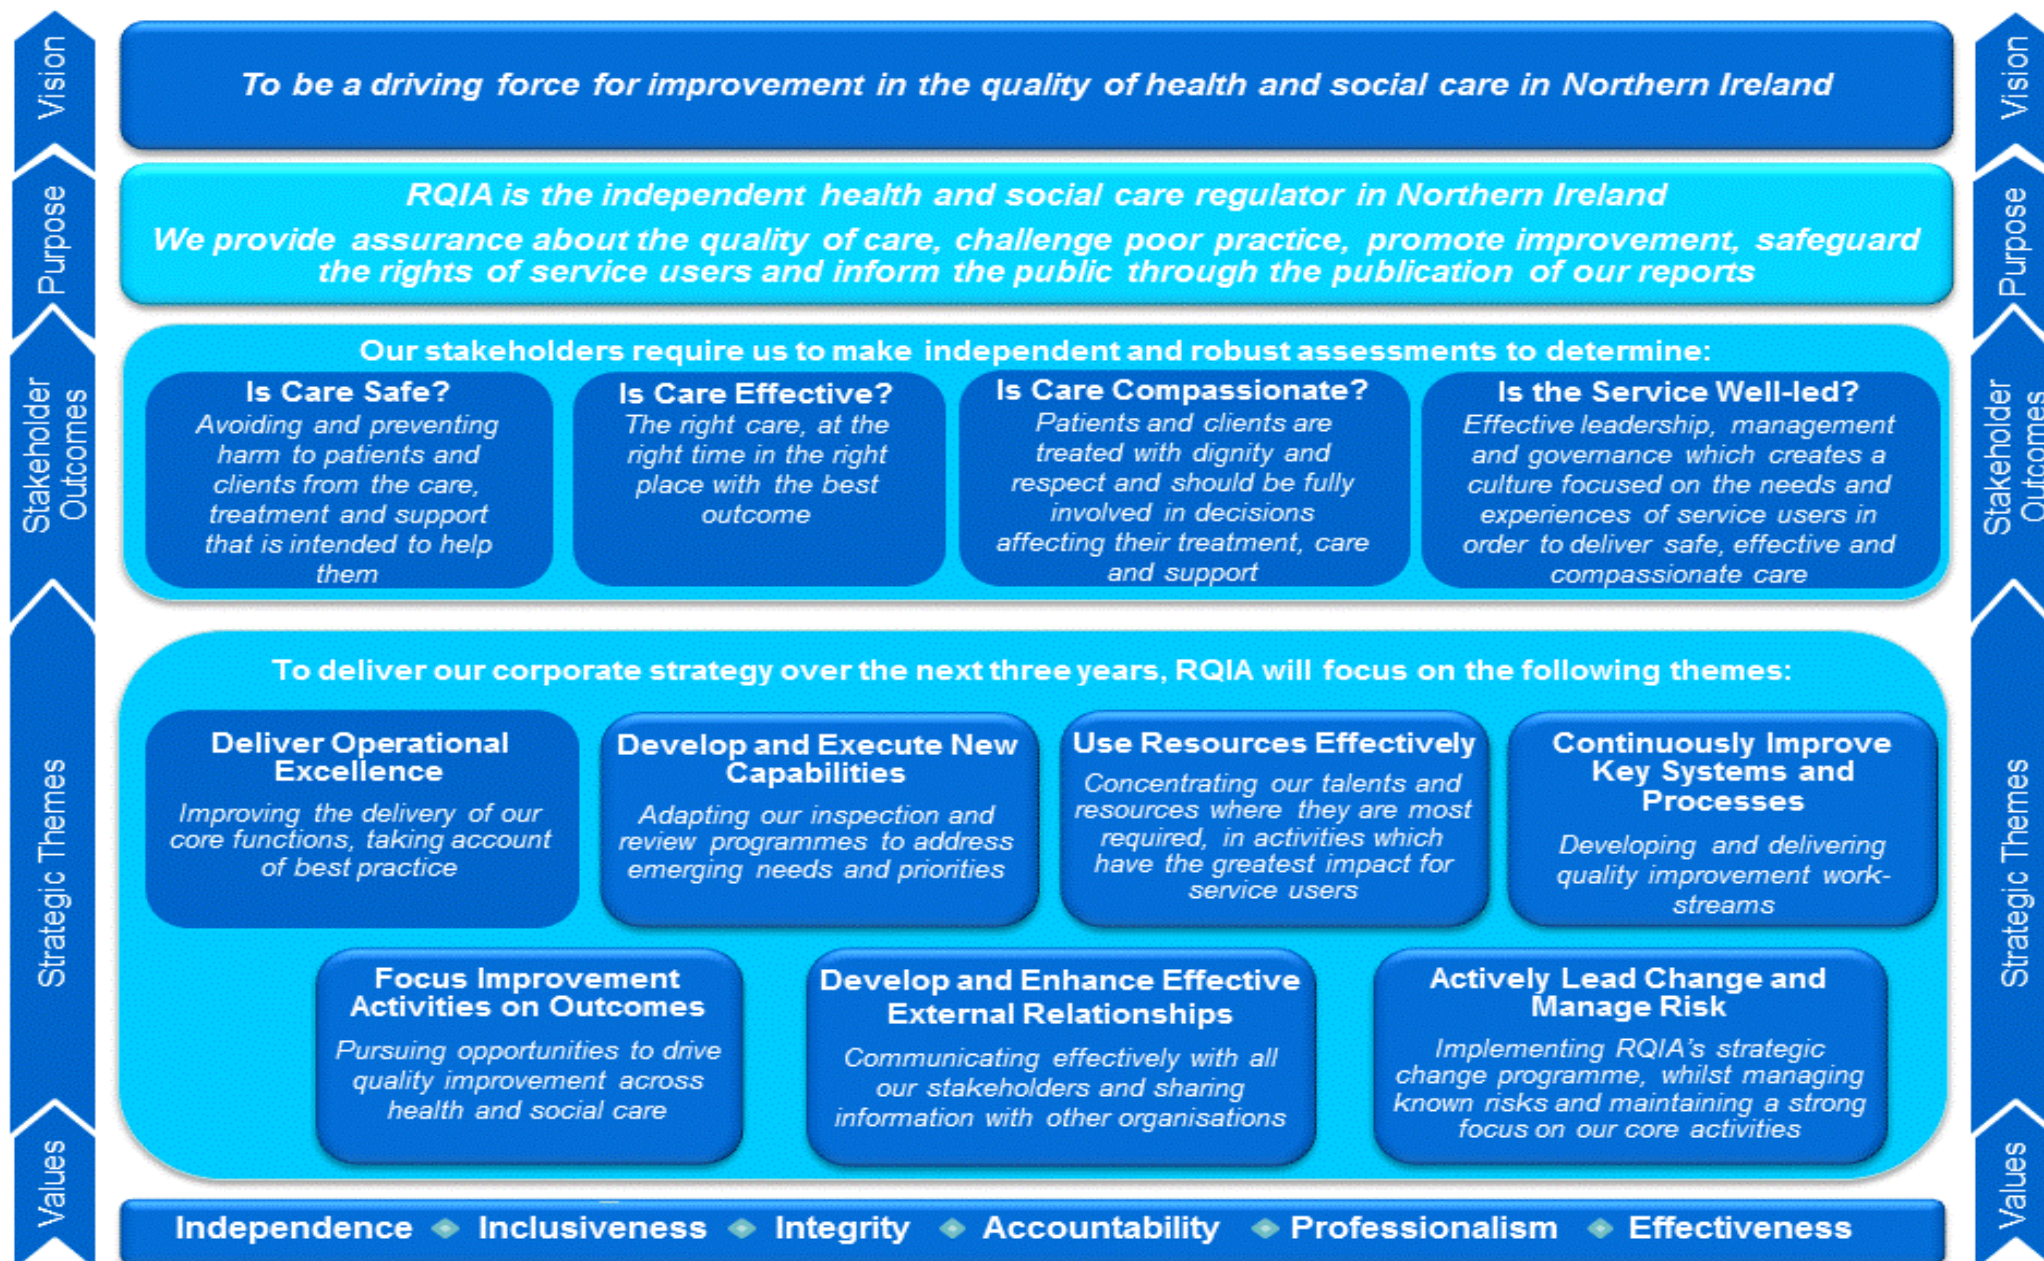 Vision
To be a driving force for improvement in the quality of health and social care in Northern Ireland
Vision
Purpose
RQIA is the independent health and social care regulator in Northern Ireland
We provide assurance about the quality of care, challenge poor practice, promote improvement, safeguard
the rights of service users and inform the public through the publication of our reports
Purpose
Stakeholder
Outcomes
Our stakeholders require us to make independent and robust assessments to determine:
Is Care Safe?
Avoiding and preventing
harm to patients and
clients from the care,
treatment and support
that is intended to help
them
Is Care Effective?
The right care, at the
right time in the right
place with the best
outcome
Is Care Compassionate?
Patients and clients are
treated with dignity and
respect and should be fully
involved in decisions
affecting their treatment, care
and support
Is the Service Well-led?
Effective leadership, management
and governance which creates a
culture focused on the needs and
experiences of service users in
order to deliver safe, effective and
compassionate care
Stakeholder
Outcomes
Strategic Themes
To deliver our corporate strategy over the next three years, RQIA will focus on the following themes:
Deliver Operational
Excellence
Improving the delivery of our
core functions, taking account
of best practice
Develop and Execute New
Capabilities
Adapting our inspection and
review programmes to address
emerging needs and priorities
Use Resources Effectively
Concentrating our talents and
resources where they are most
required, in activities which
have the greatest impact for
service users
Continuously Improve
Key Systems and
Processes
Developing and delivering
quality improvement work-
streams
Focus Improvement
Activities on Outcomes
Pursuing opportunities to drive
quality improvement across
health and social care
Develop and Enhance Effective
External Relationships
Communicating effectively with all
our stakeholders and sharing
information with other organisations
Actively Lead Change and
Manage Risk
Implementing RQIA's strategic
change programme, whilst managing
known risks and maintaining a strong
focus on our core activities
Strategic Themes
Values
Independence ◆ Inclusiveness ◆ Integrity ◆ Accountability ◆ Professionalism ◆ Effectiveness
Values